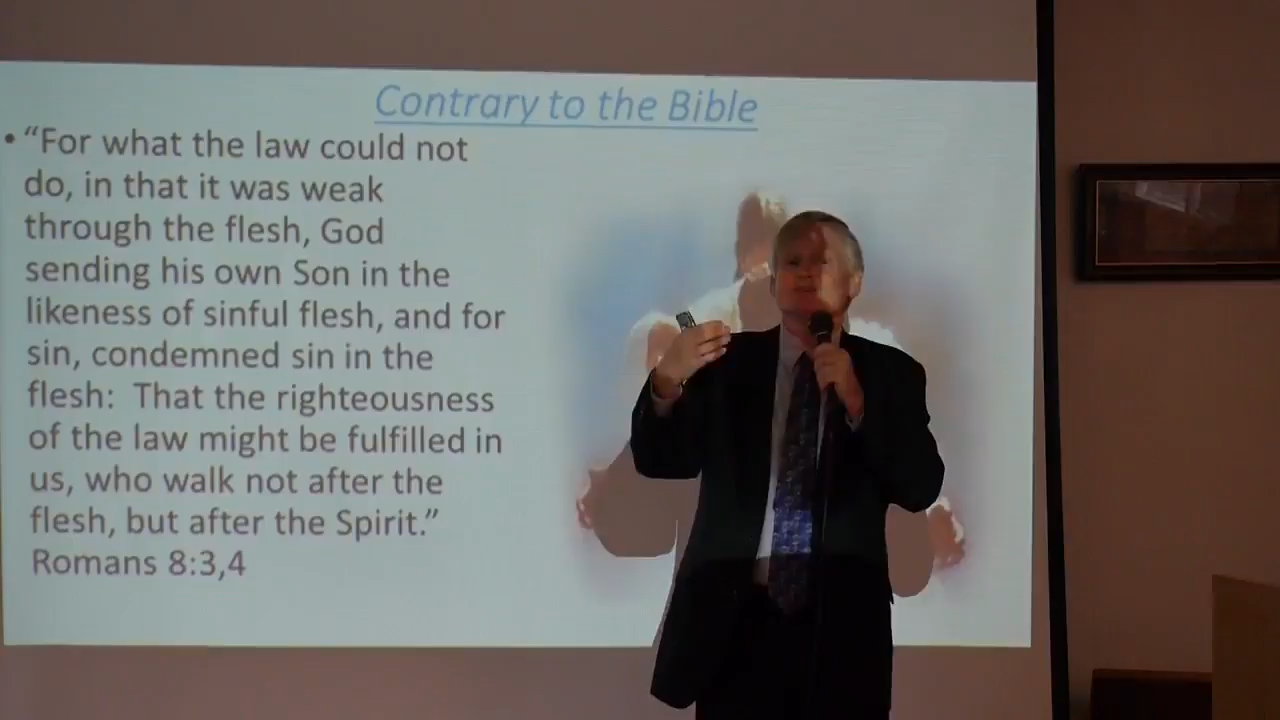 Contrary to the Bible
• “For what the law could not
do, in that it was weak
through the flesh, God
sending his own Son in the
likeness of sinful flesh, and for
sin, condemned sin in the
flesh:  That the righteousness
of the law might be fulfilled in
us, who walk not after the
flesh, but after the Spirit.”
Romans 8:3,4